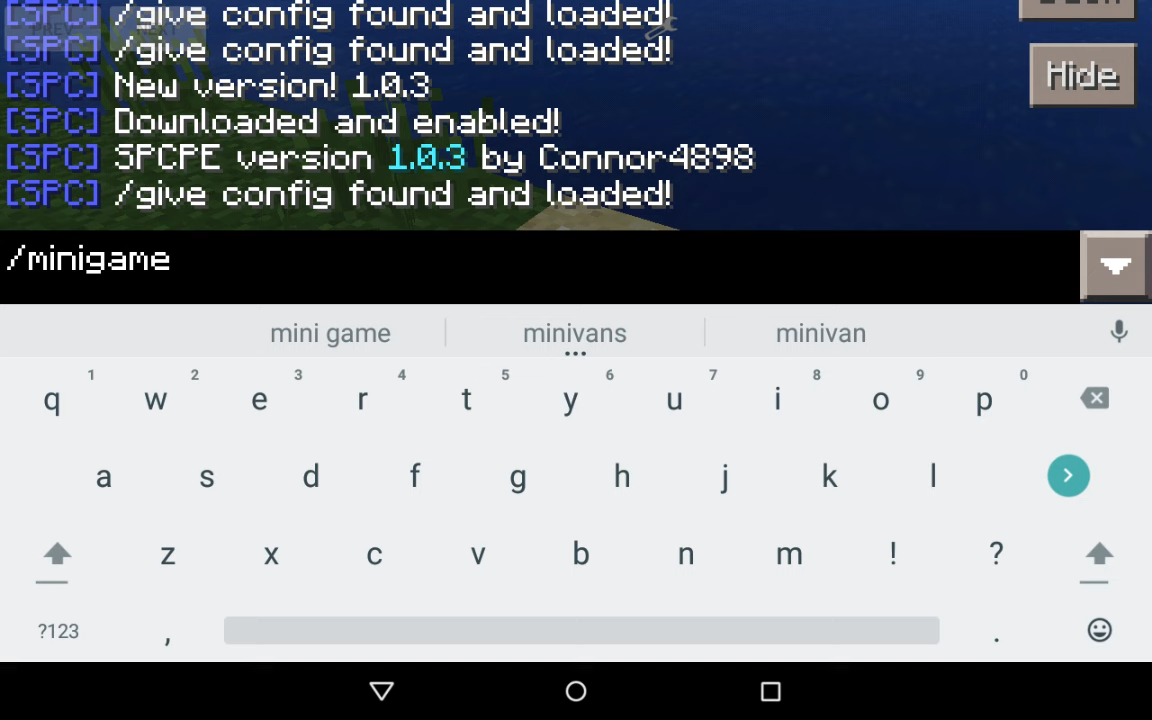 [SPC] /give config found and loaded!
[SPC] /give config found and loaded!
Hide
[SPC] New version! 1.0.3
[SPC] Downloaded and enabled!
[SPC] SPCPE version 1.0.3 by Connor4898
[SPC] /give config found and loaded!
/minigame
mini game minivans minivan
1 2 3 4 5 6 7 8 9 0
q w e r t y u i o p
a s d f g h j k l
z x c v b n m ! ?
?123 , .